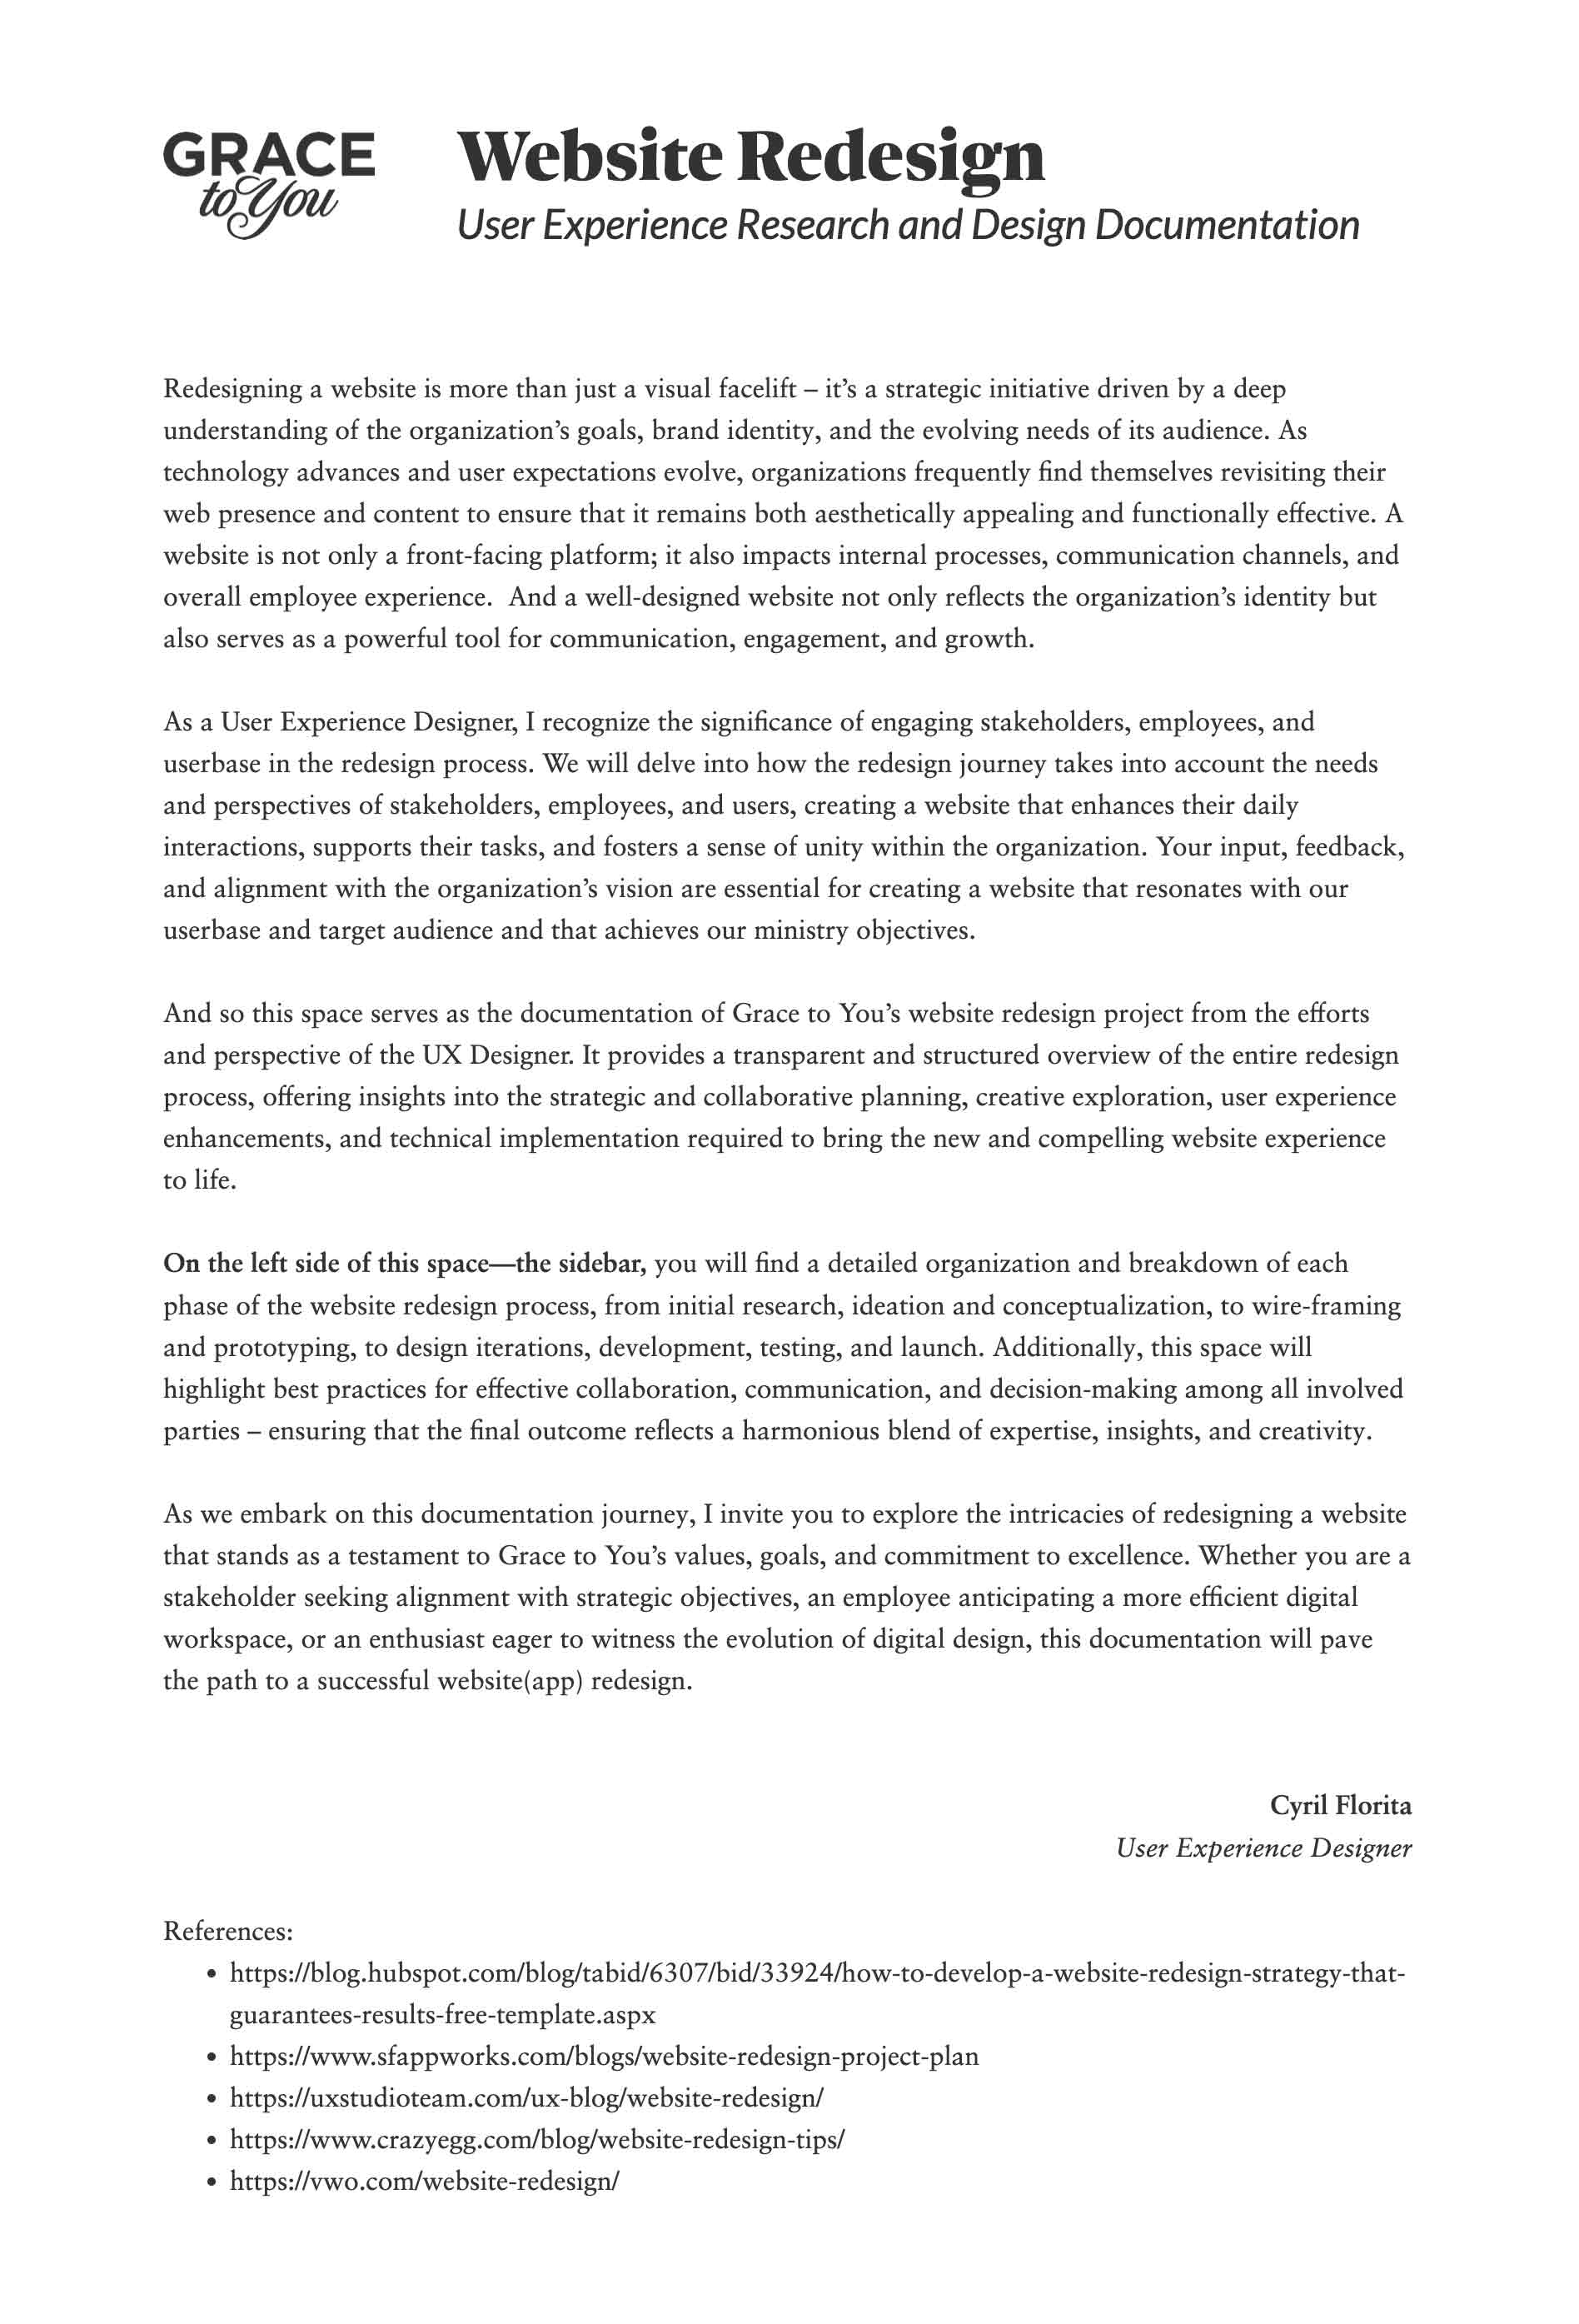 GRACE
to You
Website Redesign
User Experience Research and Design Documentation
Redesigning a website is more than just a visual facelift – it’s a strategic initiative driven by a deep
understanding of the organization’s goals, brand identity, and the evolving needs of its audience. As
technology advances and user expectations evolve, organizations frequently find themselves revisiting their
web presence and content to ensure that it remains both aesthetically appealing and functionally effective. A
website is not only a front-facing platform; it also impacts internal processes, communication channels, and
overall employee experience.  And a well-designed website not only reflects the organization’s identity but
also serves as a powerful tool for communication, engagement, and growth.
As a User Experience Designer, I recognize the significance of engaging stakeholders, employees, and
userbase in the redesign process. We will delve into how the redesign journey takes into account the needs
and perspectives of stakeholders, employees, and users, creating a website that enhances their daily
interactions, supports their tasks, and fosters a sense of unity within the organization. Your input, feedback,
and alignment with the organization’s vision are essential for creating a website that resonates with our
userbase and target audience and that achieves our ministry objectives.
And so this space serves as the documentation of Grace to You’s website redesign project from the efforts
and perspective of the UX Designer. It provides a transparent and structured overview of the entire redesign
process, offering insights into the strategic and collaborative planning, creative exploration, user experience
enhancements, and technical implementation required to bring the new and compelling website experience
to life.
On the left side of this space—the sidebar, you will find a detailed organization and breakdown of each
phase of the website redesign process, from initial research, ideation and conceptualization, to wire-framing
and prototyping, to design iterations, development, testing, and launch. Additionally, this space will
highlight best practices for effective collaboration, communication, and decision-making among all involved
parties – ensuring that the final outcome reflects a harmonious blend of expertise, insights, and creativity.
As we embark on this documentation journey, I invite you to explore the intricacies of redesigning a website
that stands as a testament to Grace to You’s values, goals, and commitment to excellence. Whether you are a
stakeholder seeking alignment with strategic objectives, an employee anticipating a more efficient digital
workspace, or an enthusiast eager to witness the evolution of digital design, this documentation will pave
the path to a successful website(app) redesign.
Cyril Florita
User Experience Designer
References:
• https://blog.hubspot.com/blog/tabid/6307/bid/33924/how-to-develop-a-website-redesign-strategy-that-
guarantees-results-free-template.aspx
• https://www.sfappworks.com/blogs/website-redesign-project-plan
• https://uxstudioteam.com/ux-blog/website-redesign/
• https://www.crazyegg.com/blog/website-redesign-tips/
• https://vwo.com/website-redesign/